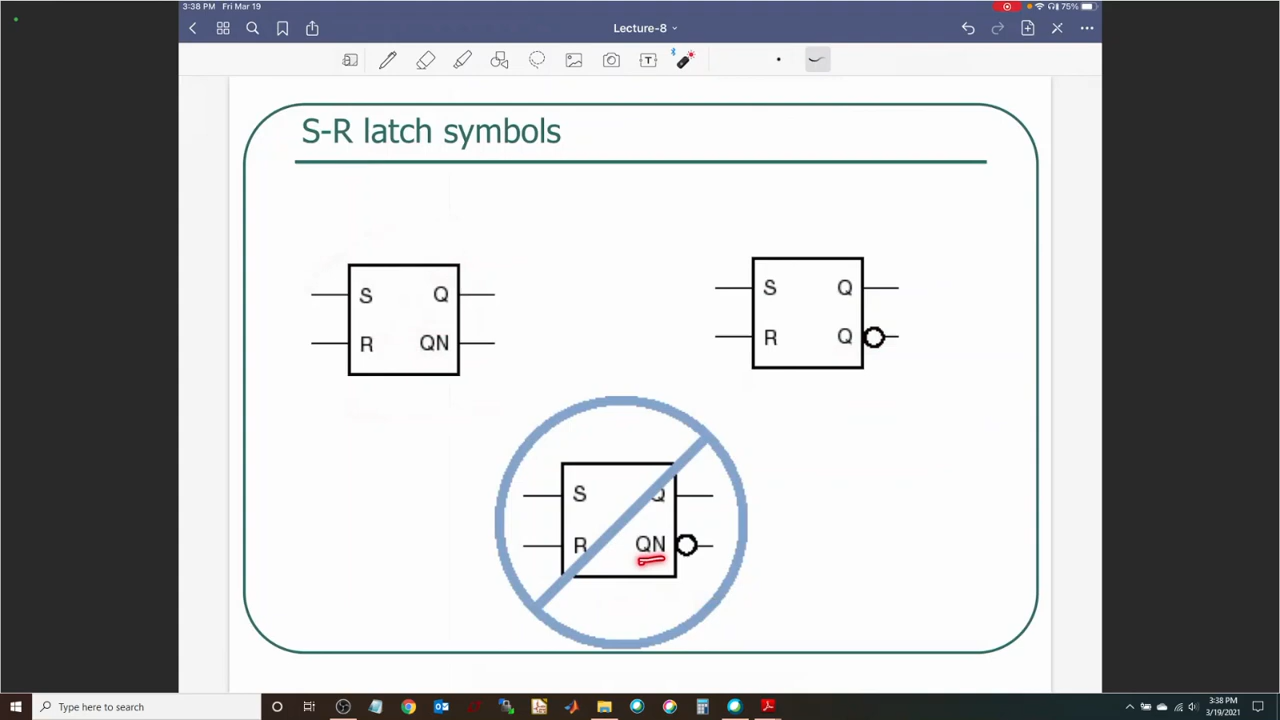 3:38 PM Fri Mar 19
75%
Lecture-8
T
S-R latch symbols
S Q
R QN
S Q
R Q
S Q
R QN
Type here to search
3:38 PM
3/19/2021